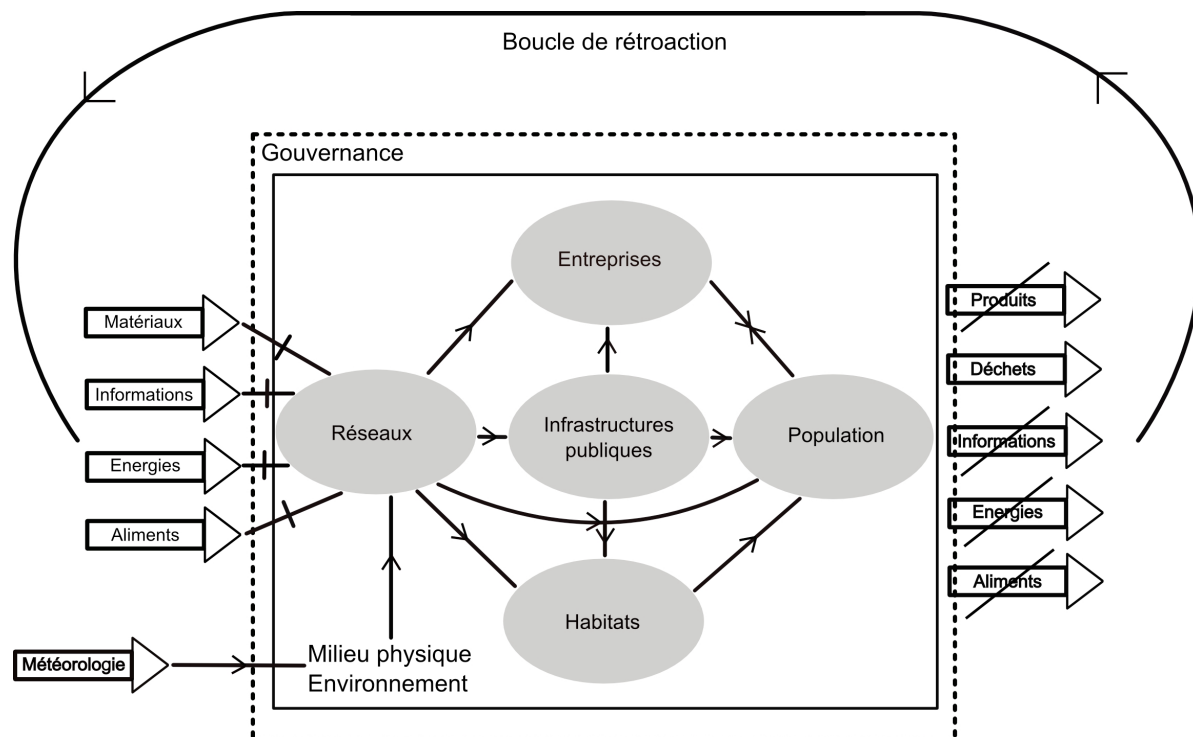 Boucle de rétroaction
Gouvernance
Entreprises
Matériaux
Informations
Energies
Aliments
Réseaux
Infrastructures
publiques
Population
Habitats
Météorologie
Milieu physique
Environnement
Produits
Déchets
Informations
Energies
Aliments